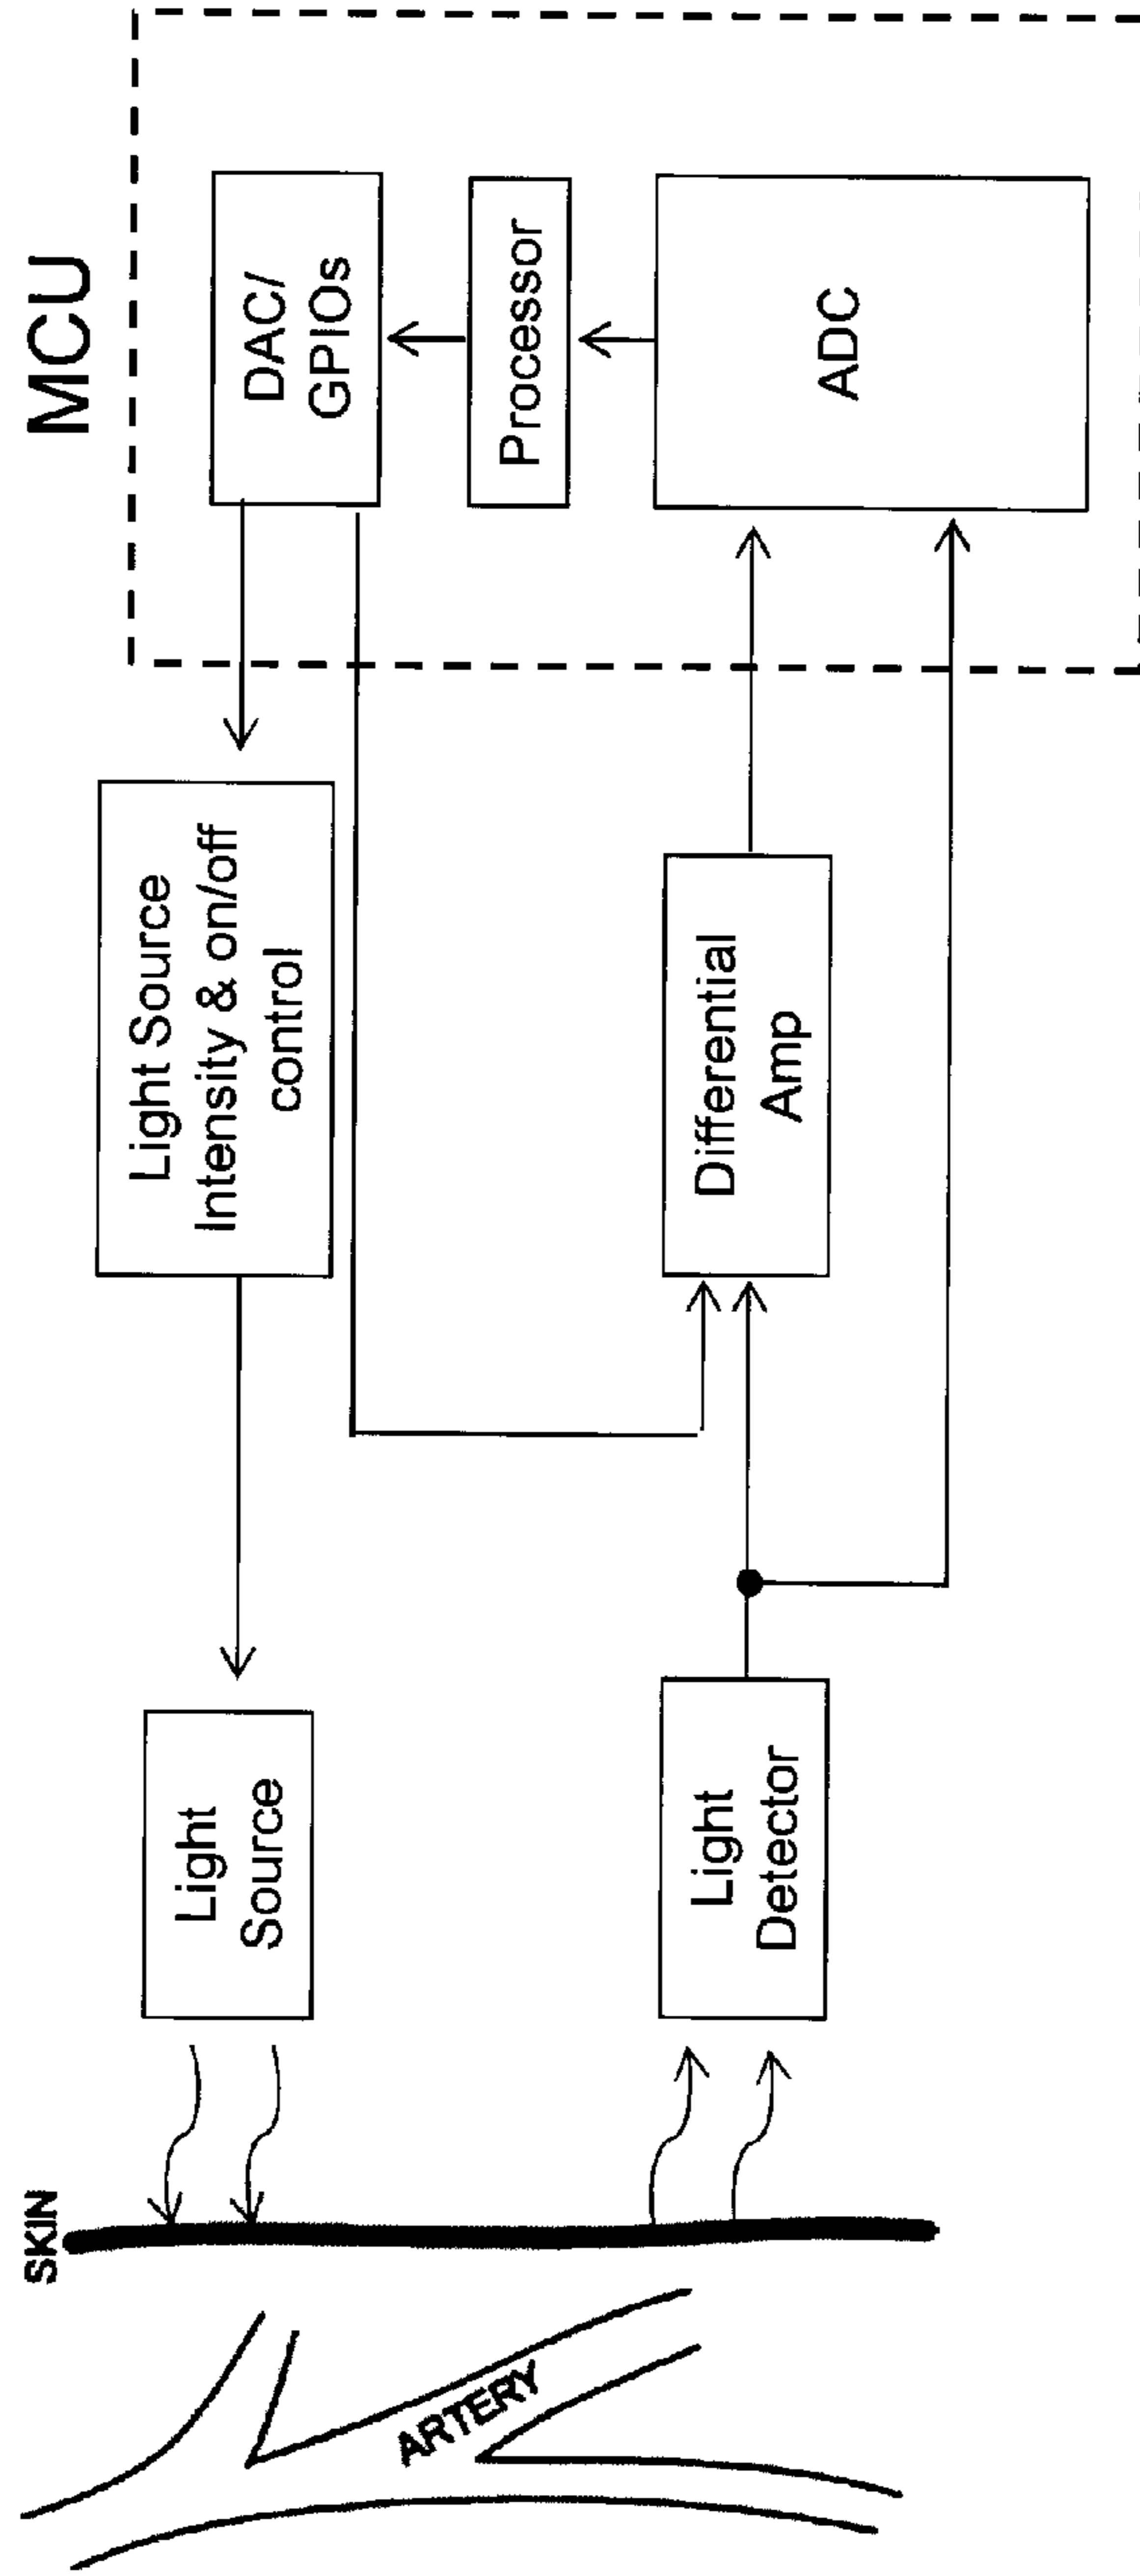 MCU
SKIN
Light
Source
Light Source
Intensity & on/off
control
DAC/
GPIOs
Processor
ADC
ARTERY
Light
Detector
Differential
Amp